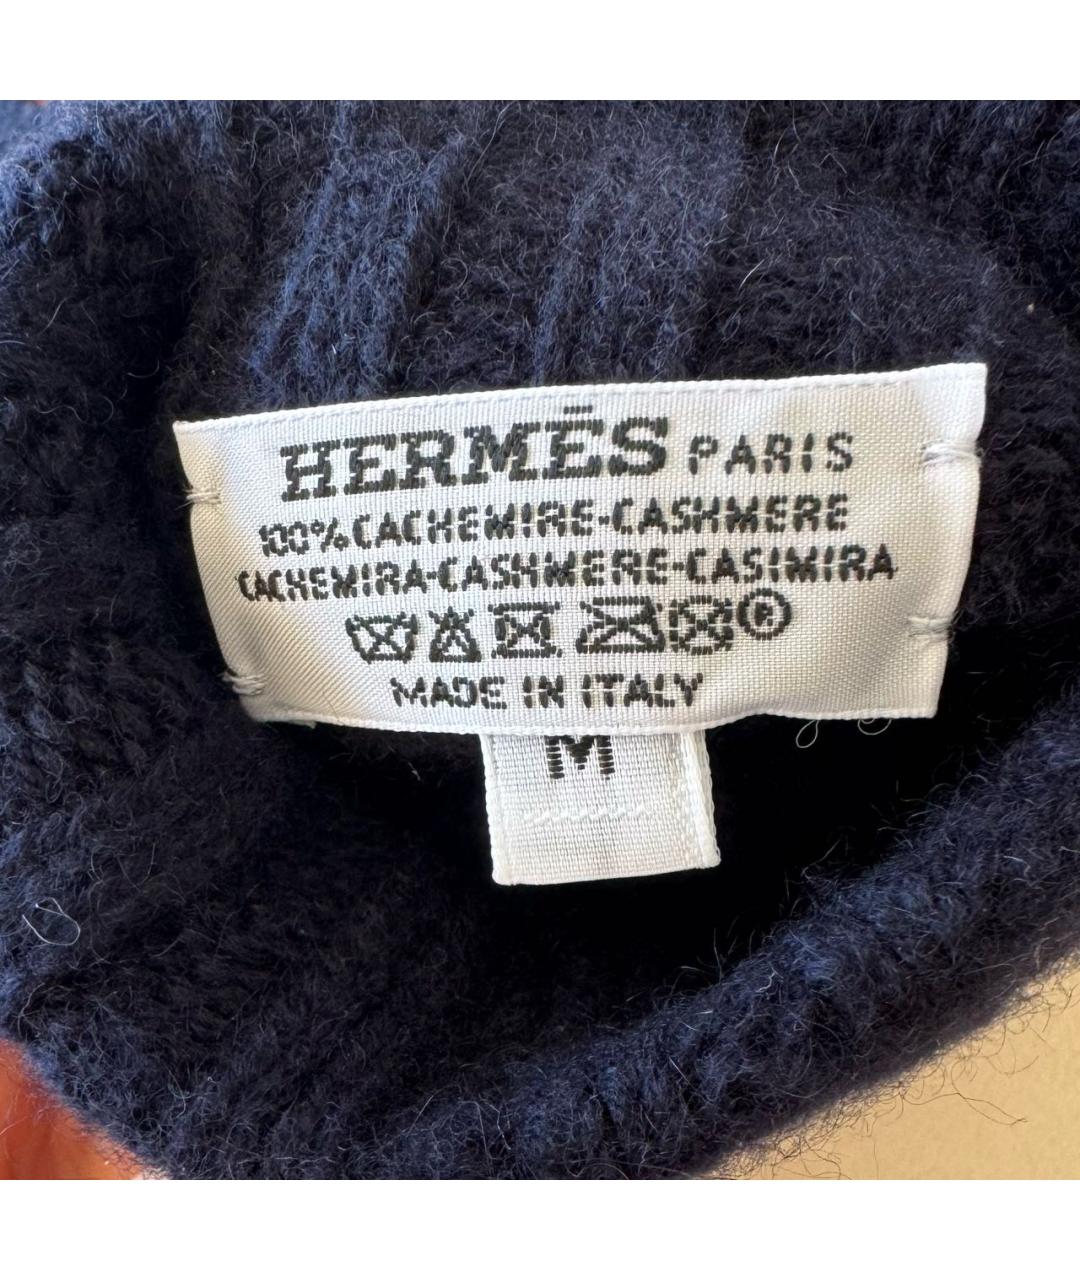 HERMÈS PARIS
100% CACHEMIRE-CASHMERE
CACHEMIRA-CASHMERE-CASIMIRA
P
MADE IN ITALY
M